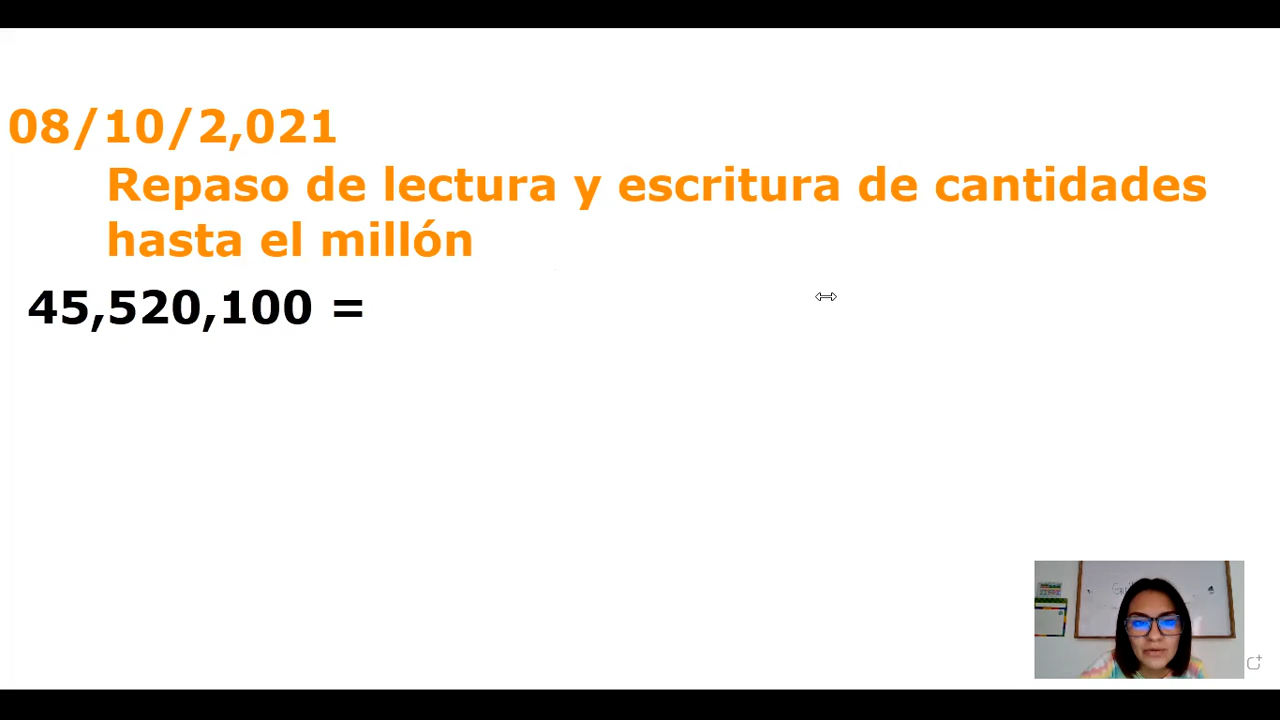 08/10/2,021
Repaso de lectura y escritura de cantidades
hasta el millón
45,520,100 =